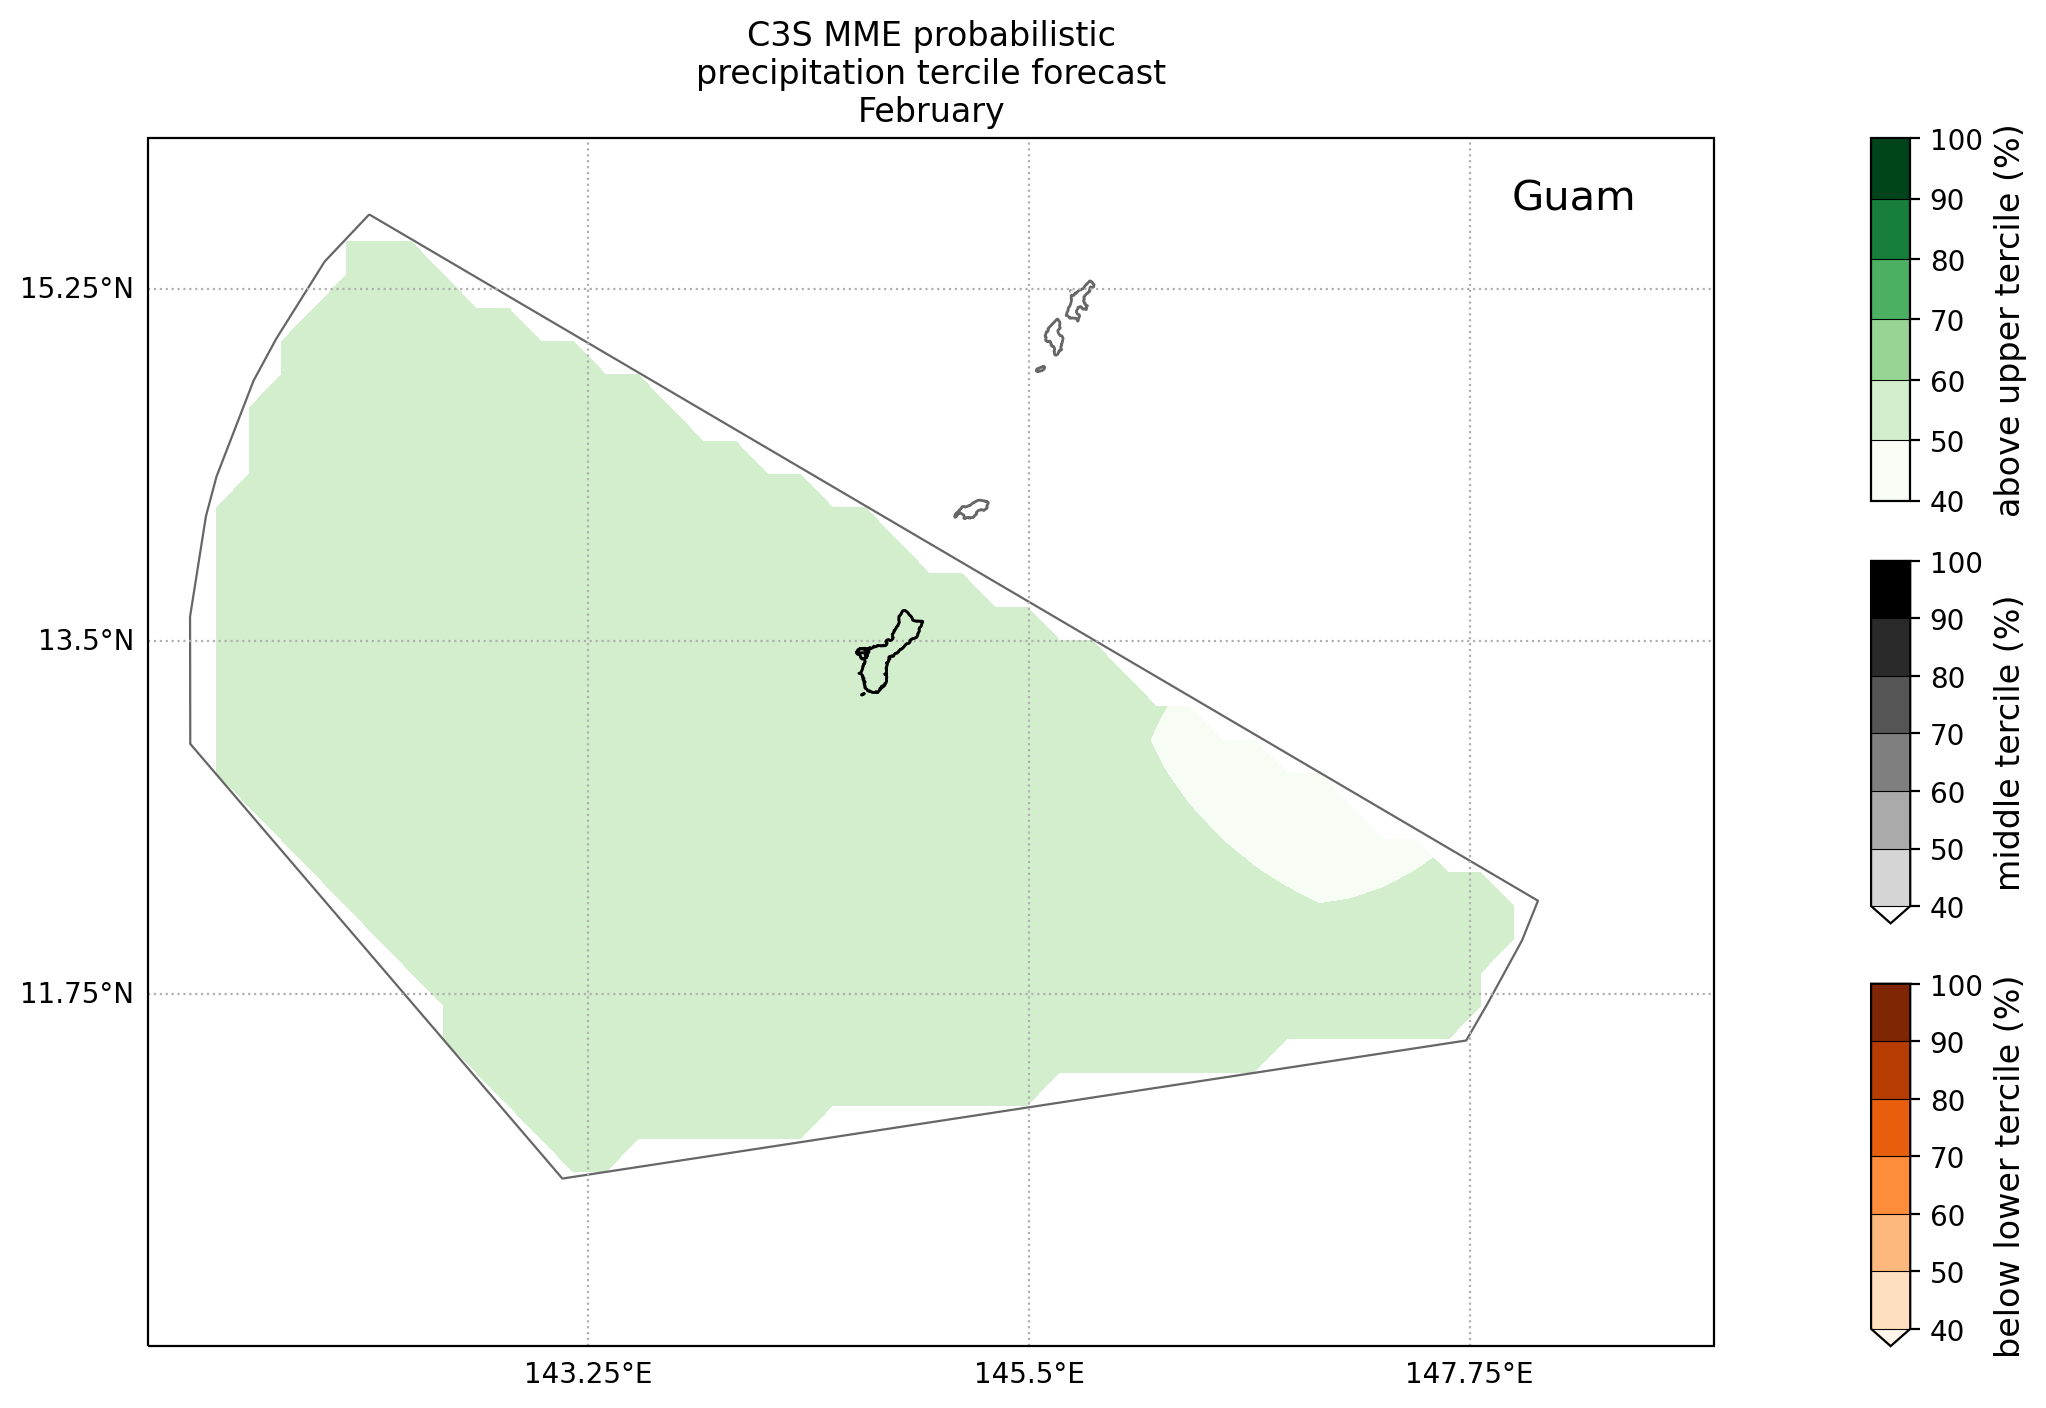 C3S MME probabilistic
precipitation tercile forecast
February
Guam
15.25°N
13.5°N
11.75°N
143.25°E
145.5°E
147.75°E
100
90
80
70
60
50
40
above upper tercile (%)
100
90
80
70
60
50
40
middle tercile (%)
100
90
80
70
60
50
40
below lower tercile (%)